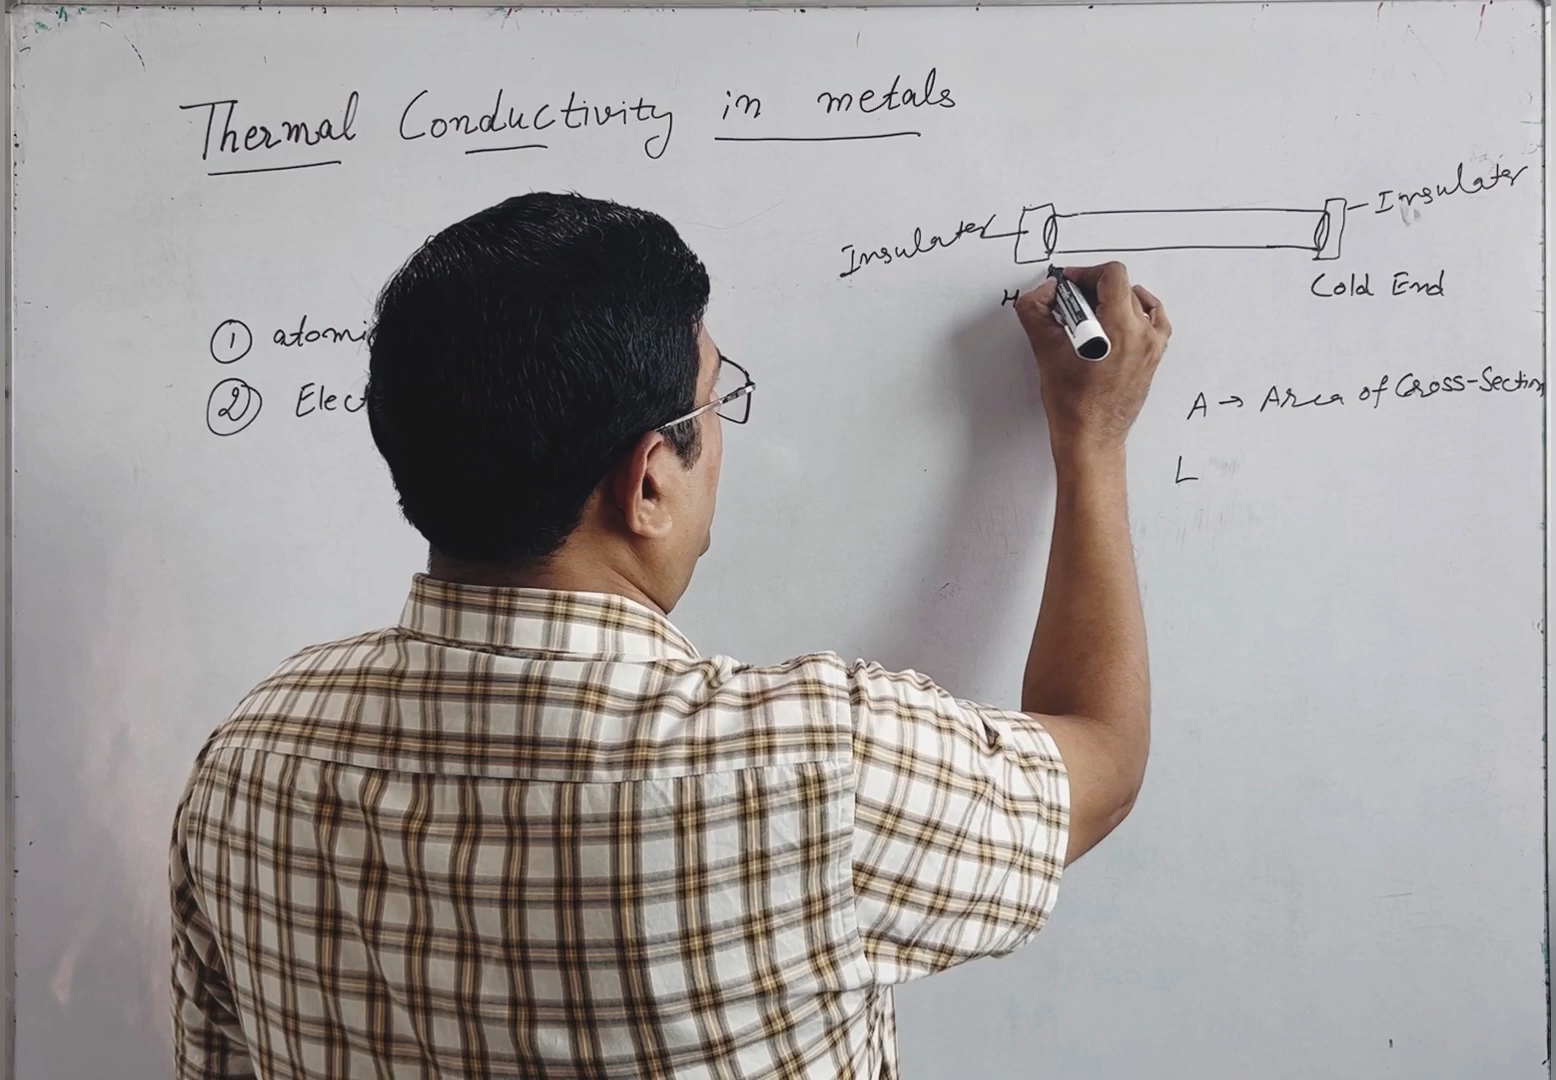 Thermal Conductivity in metals
Insulater
Insulater
Cold End
① atomi
② Elec
A → Area of Cross-Section
L